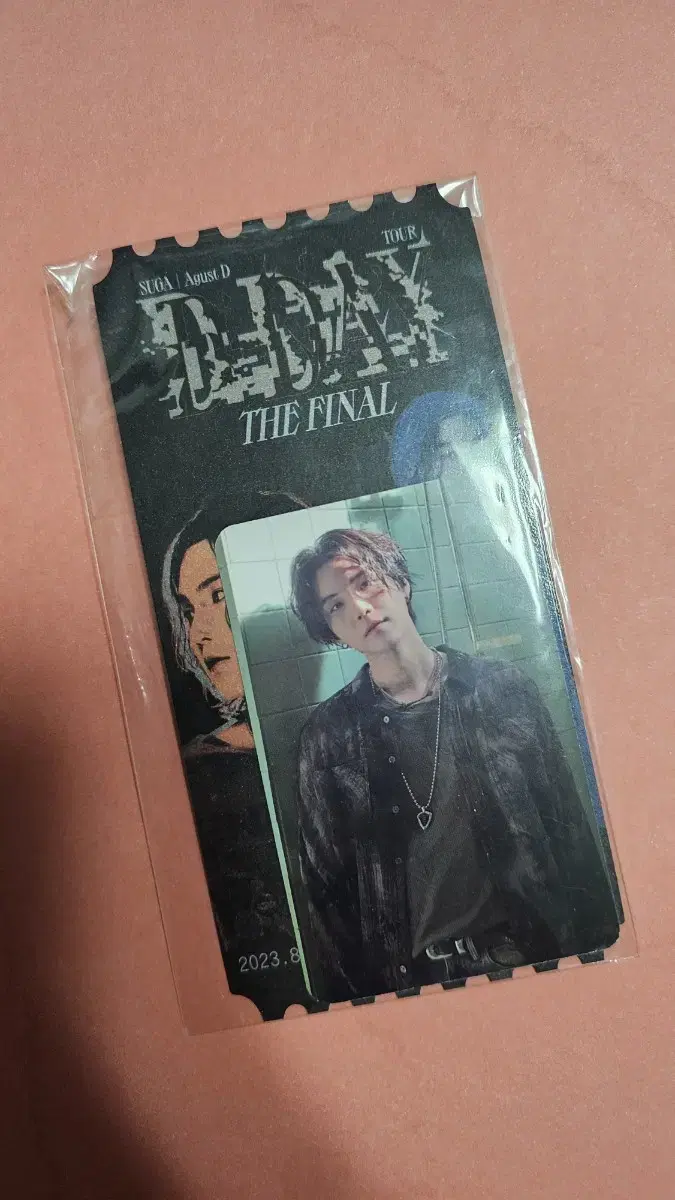 SUGA | Agust D TOUR
D-DAY
THE FINAL
2023.8